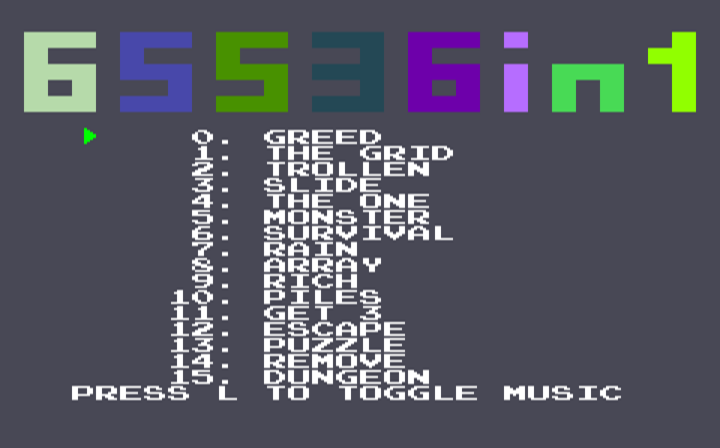 65536in1
0. GREED
1. THE GRID
2. TROLLEN
3. SLIDE
4. THE ONE
5. MONSTER
6. SURVIVAL
7. RAIN
8. ARRAY
9. RICH
10. PILES
11. GET 3
12. ESCAPE
13. PUZZLE
14. REMOVE
15. DUNGEON
PRESS L TO TOGGLE MUSIC